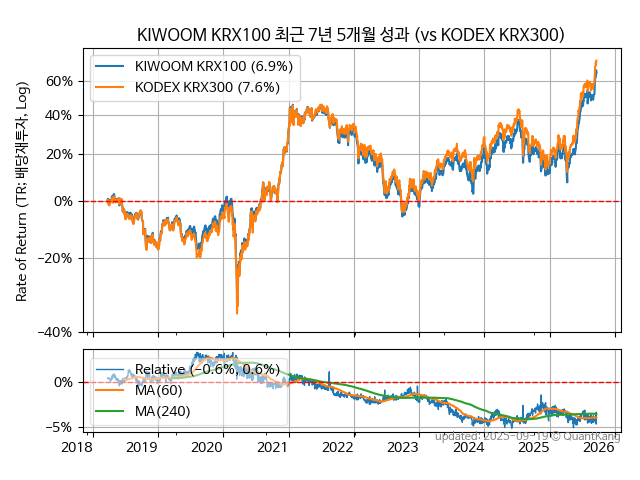 KIWOOM KRX100 최근 7년 5개월 성과 (vs KODEX KRX300)
KIWOOM KRX100 (6.9%)
KODEX KRX300 (7.6%)
Rate of Return (TR: 배당재투자, Log)
60%
40%
20%
0%
−20%
−40%
Relative (−0.6%, 0.6%)
MA(60)
MA(240)
0%
−5%
2018 2019 2020 2021 2022 2023 2024 2025 2026
updated: 2025-09-19 © QuantKang